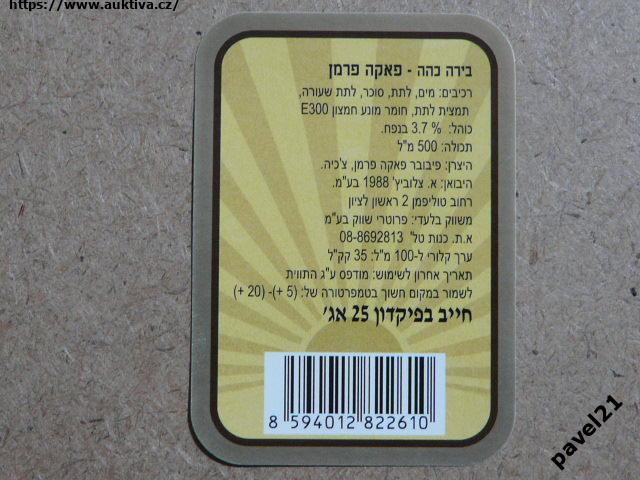 https://www.auktiva.cz/
בירה כהה - פאקה פרמן
רכיבים: מים, לתת, סוכר, לתת שעורה,
תמצית לתת, חומר מונע חמצון E300
כוהל: % 3.7 בנפח.
תכולה: 500 מ"ל
היצרן: פיבובר פאקה פרמן, צ'כיה.
היבואן: א. צלוביץ' 1988 בע"מ.
רחוב טוליפמן 2 ראשון לציון
משווק בלעדי: פרוטרי שווק בע"מ
א.ת. כנות טל' 08-8692813
ערך קלורי ל-100 מ"ל: 35 קק"ל
תאריך אחרון לשימוש: מודפס ע"ג התווית
לשמור במקום חשוך בטמפרטורה של: (5 +)- (20 +)
חייב בפיקדון 25 אג'
8 594012 822610
pavel21